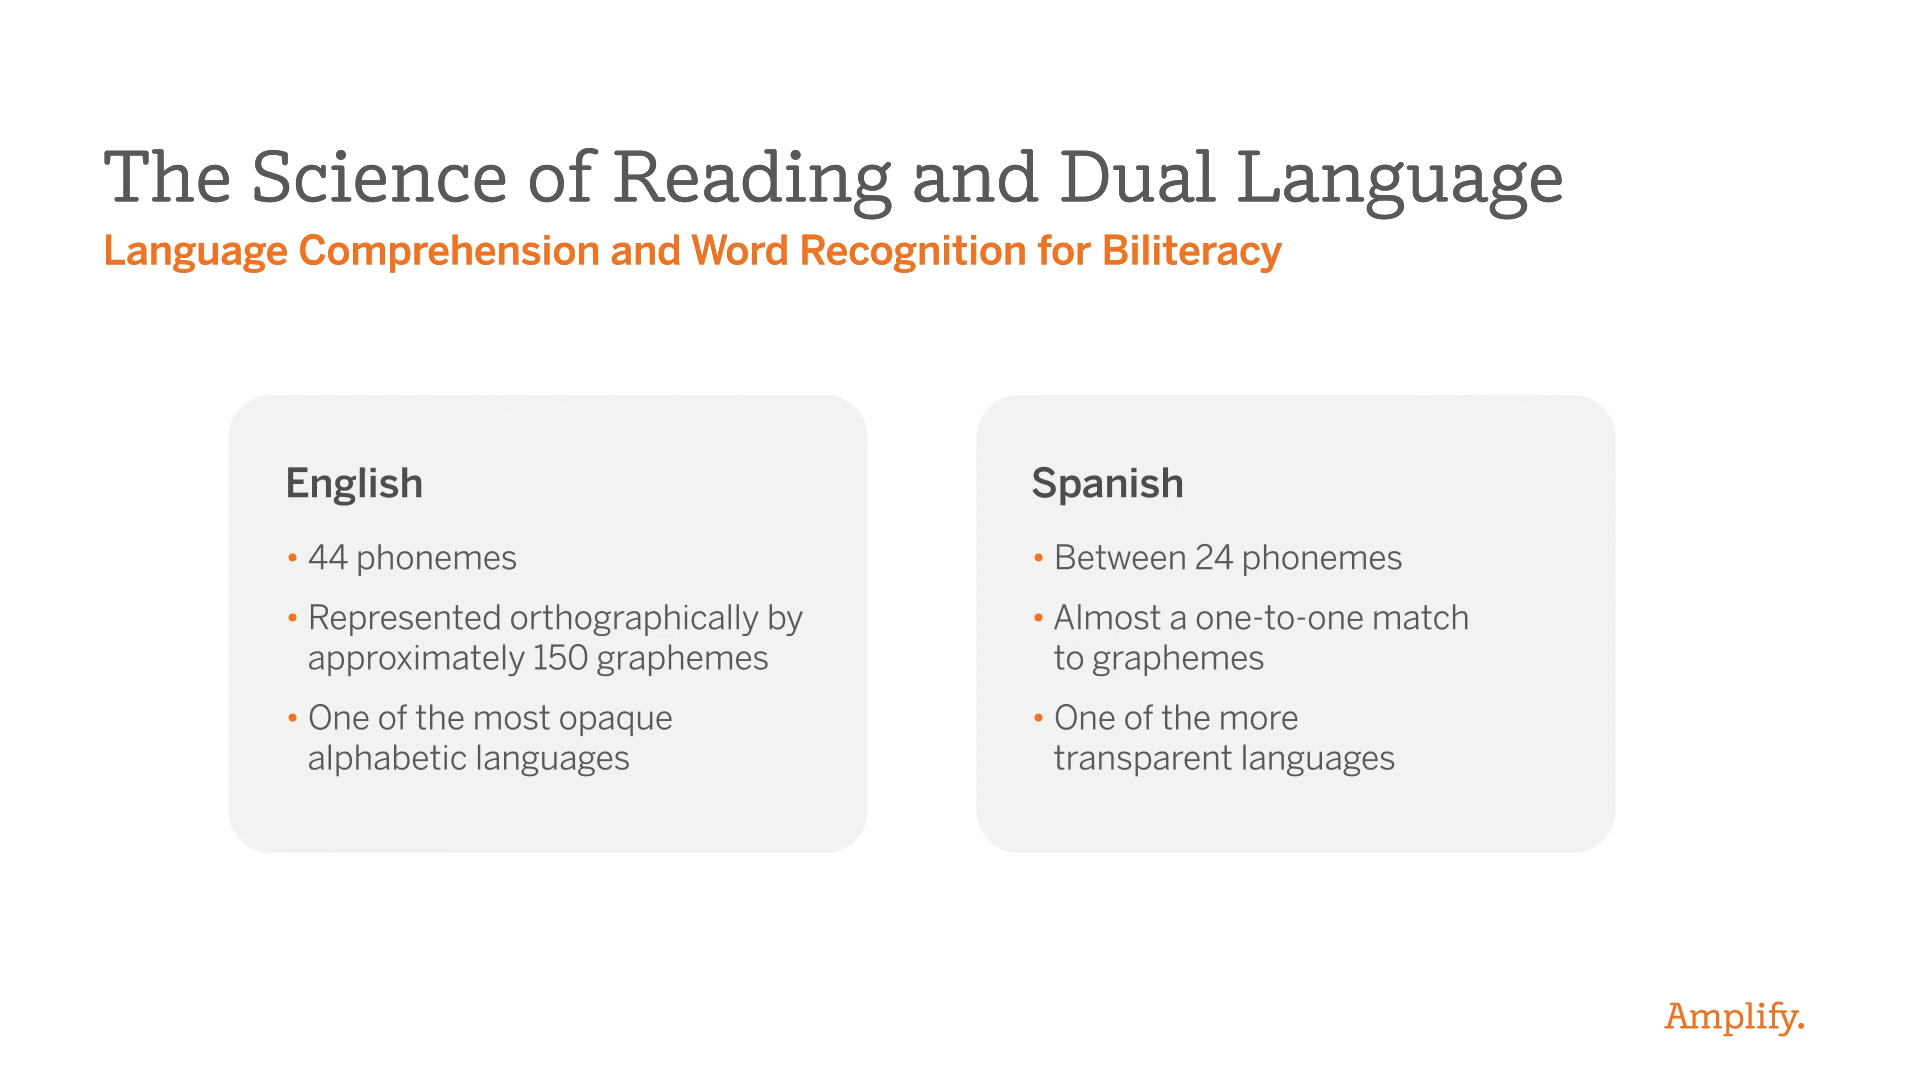 The Science of Reading and Dual Language
Language Comprehension and Word Recognition for Biliteracy
English
• 44 phonemes
• Represented orthographically by
approximately 150 graphemes
• One of the most opaque
alphabetic languages
Spanish
• Between 24 phonemes
• Almost a one-to-one match
to graphemes
• One of the more
transparent languages
Amplify.